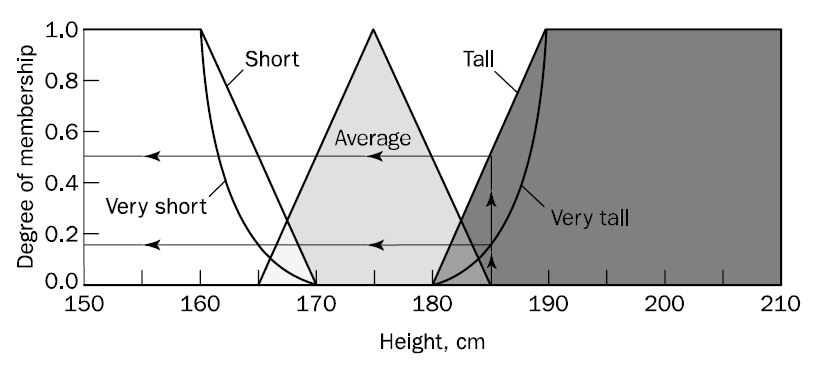 Degree of membership
1.0
0.8
0.6
0.4
0.2
0.0
Short
Tall
Average
Very short
Very tall
150 160 170 180 190 200 210
Height, cm